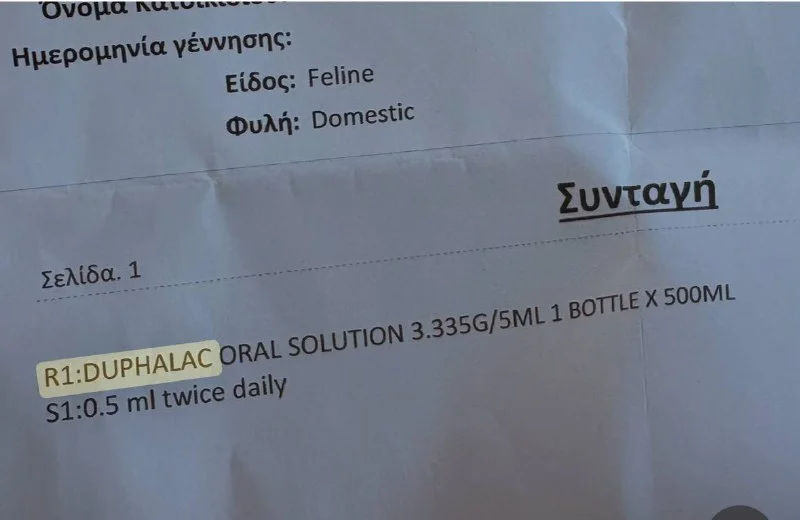 Όνομα
Ημερομηνία γέννησης:
Είδος: Feline
Φυλή: Domestic
Συνταγή
Σελίδα. 1
R1:DUPHALAC ORAL SOLUTION 3.335G/5ML 1 BOTTLE X 500ML
S1:0.5 ml twice daily